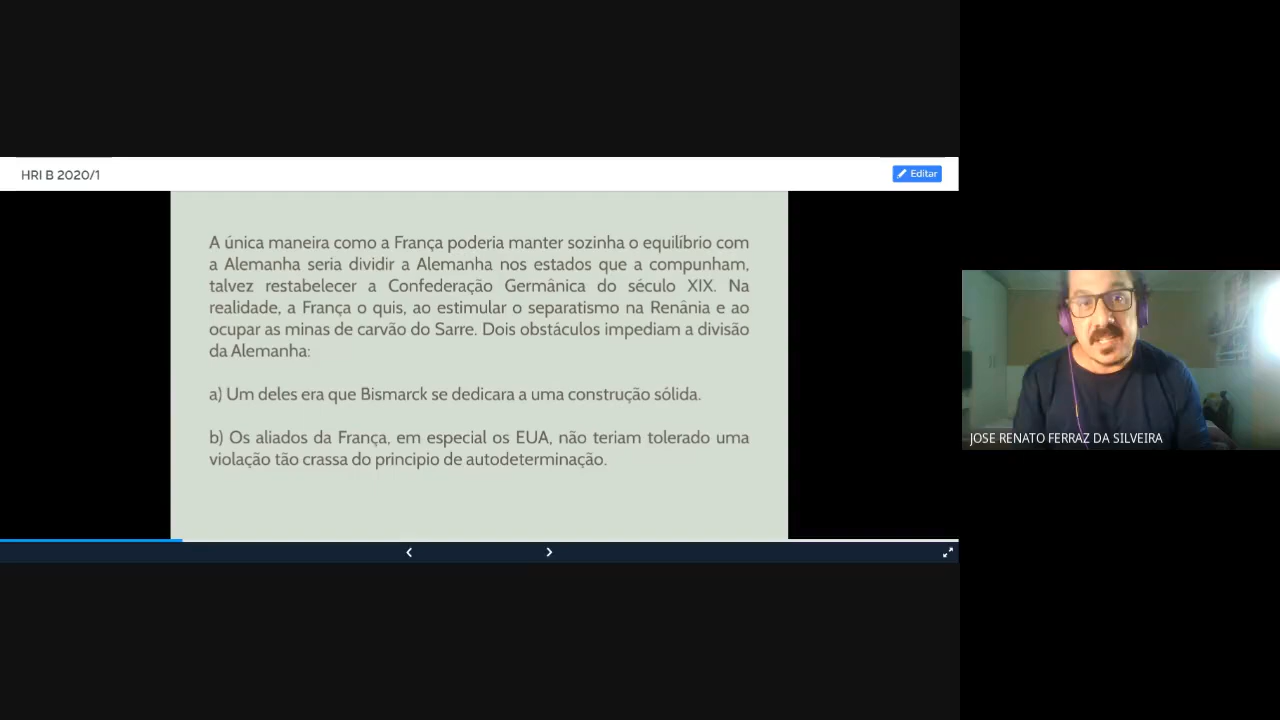 HRI B 2020/1
Editar
A única maneira como a França poderia manter sozinha o equilíbrio com
a Alemanha seria dividir a Alemanha nos estados que a compunham,
talvez restabelecer a Confederação Germânica do século XIX. Na
realidade, a França o quis, ao estimular o separatismo na Renânia e ao
ocupar as minas de carvão do Sarre. Dois obstáculos impediam a divisão
da Alemanha:
a) Um deles era que Bismarck se dedicara a uma construção sólida.
b) Os aliados da França, em especial os EUA, não teriam tolerado uma
violação tão crassa do principio de autodeterminação.
JOSE RENATO FERRAZ DA SILVEIRA